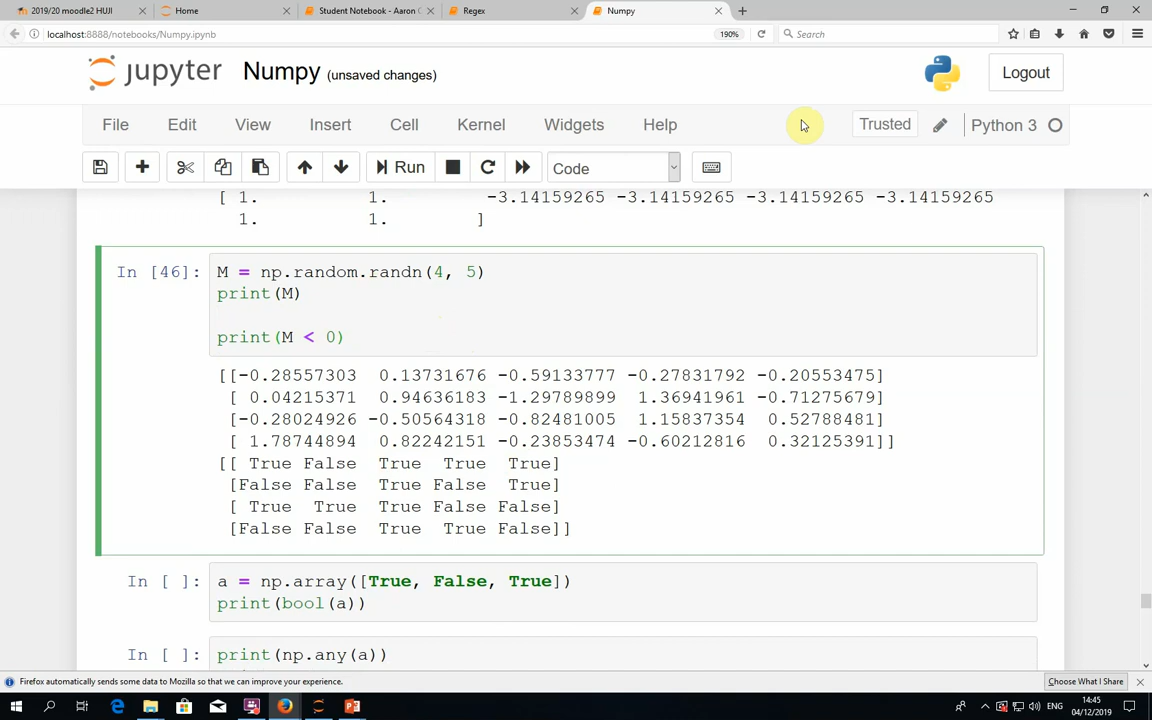 2019/20 moodle2 HUJI
Home
Student Notebook - Aaron
Regex
Numpy
localhost:8888/notebooks/Numpy.ipynb
190%
Search
jupyter Numpy (unsaved changes)
Logout
File Edit View Insert Cell Kernel Widgets Help
Trusted
Python 3
Run
Code
[ 1. 1. -3.14159265 -3.14159265 -3.14159265 -3.14159265
1. 1. ]
In [46]: M = np.random.randn(4, 5)
print(M)
print(M < 0)
[[-0.28557303 0.13731676 -0.59133777 -0.27831792 -0.20553475]
[ 0.04215371 0.94636183 -1.29789899 1.36941961 -0.71275679]
[-0.28024926 -0.50564318 -0.82481005 1.15837354 0.52788481]
[ 1.78744894 0.82242151 -0.23853474 -0.60212816 0.32125391]]
[[ True False True True True]
[False False True False True]
[ True True True False False]
[False False True True False]]
In [ ]: a = np.array([True, False, True])
print(bool(a))
In [ ]: print(np.any(a))
Firefox automatically sends some data to Mozilla so that we can improve your experience.
Choose What I Share
ENG
14:45
04/12/2019